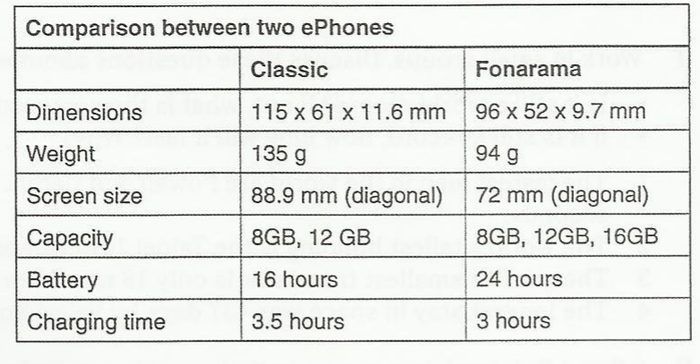 Comparison between two ePhones
Classic Fonarama
Dimensions 115 x 61 x 11.6 mm 96 x 52 x 9.7 mm
Weight 135 g 94 g
Screen size 88.9 mm (diagonal) 72 mm (diagonal)
Capacity 8GB, 12 GB 8GB, 12GB, 16GB
Battery 16 hours 24 hours
Charging time 3.5 hours 3 hours